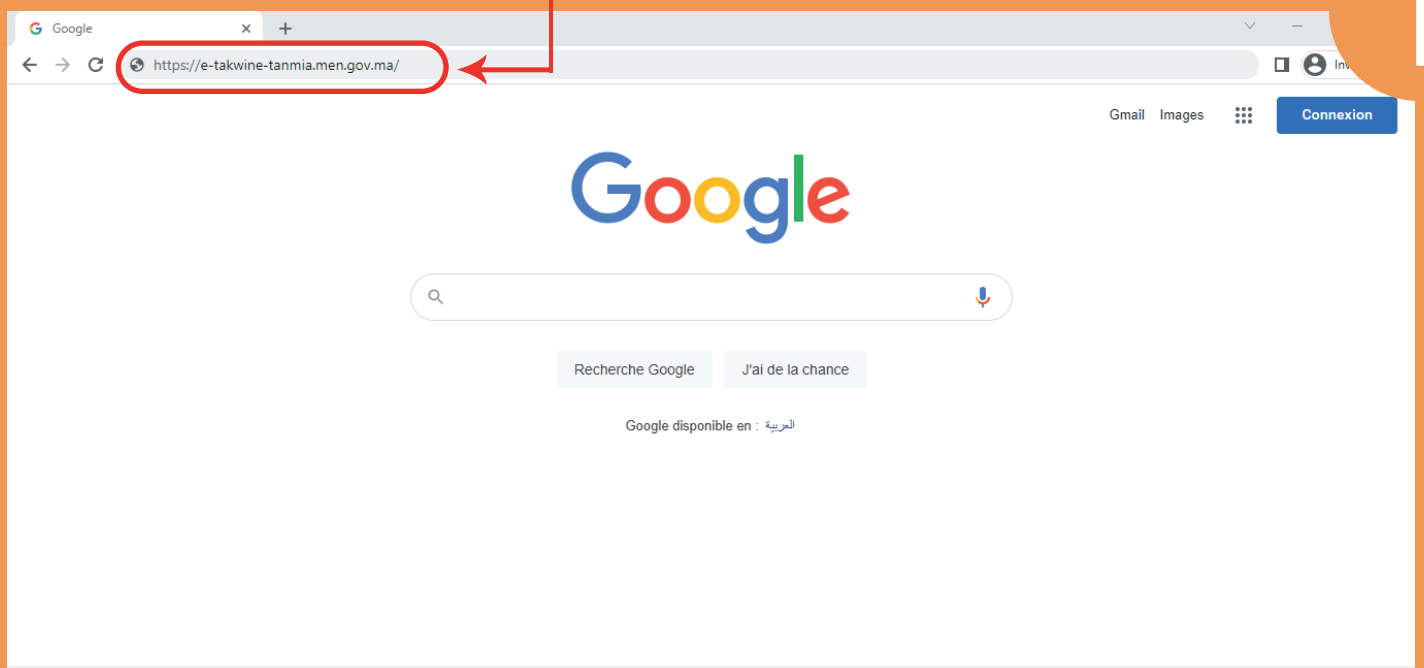 Google
https://e-takwine-tanmia.men.gov.ma/
Gmail Images Connexion
Google
Recherche Google J'ai de la chance
Google disponible en : العربية